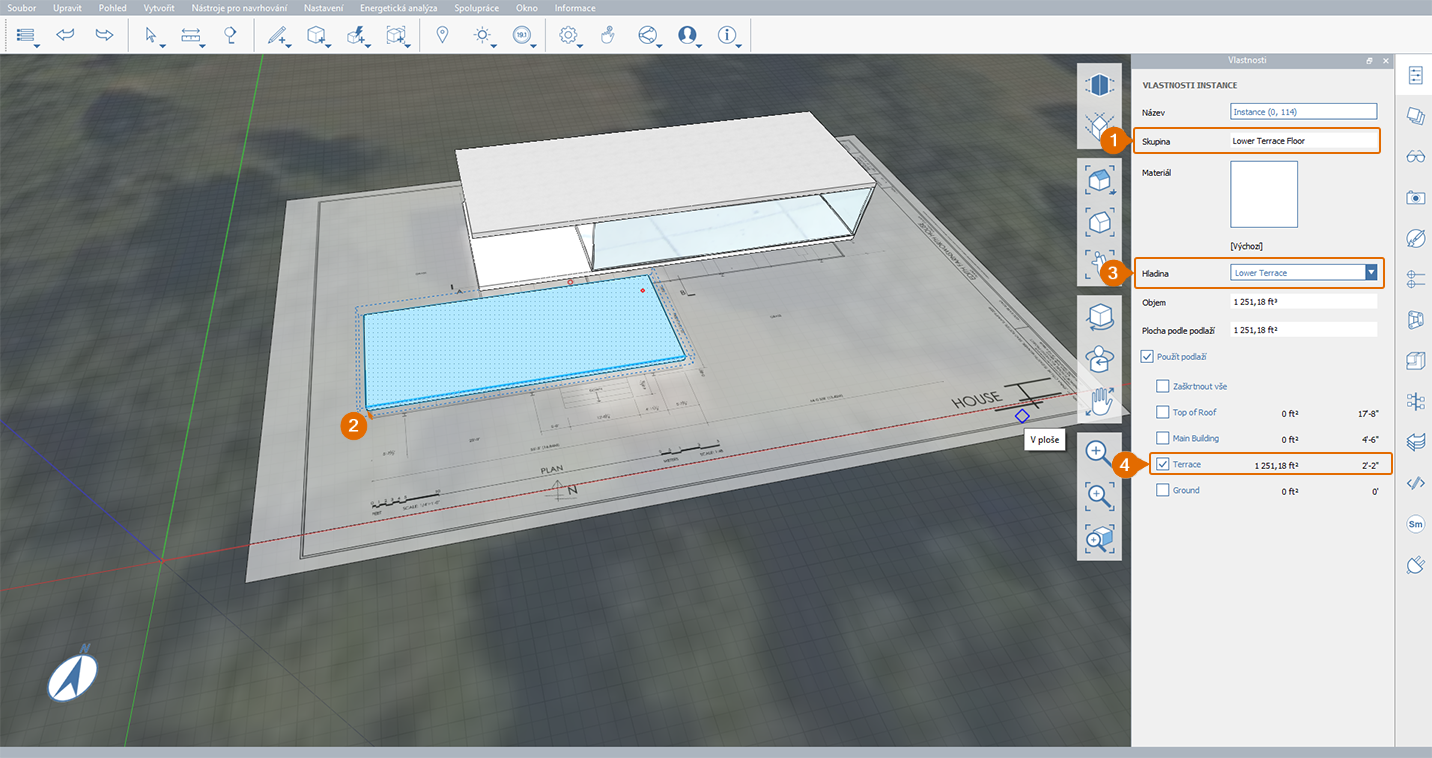 Soubor Upravit Pohled Vytvořit Nástroje pro navrhování Nastavení Energetická analýza Spolupráce Okno Informace
19.1
Vlastnosti
VLASTNOSTI INSTANCE
Název Instance (0, 114)
1 Skupina Lower Terrace Floor
Materiál
[Výchozí]
3 Hladina Lower Terrace
Objem 1 251,18 ft³
Plocha podle podlaží 1 251,18 ft²
Použít podlaží
Zaškrtnout vše
Top of Roof 0 ft² 17'-8"
Main Building 0 ft² 4'-6"
4 Terrace 1 251,18 ft² 2'-2"
Ground 0 ft² 0'
2
HOUSE
V ploše
PLAN
N
N
Sm